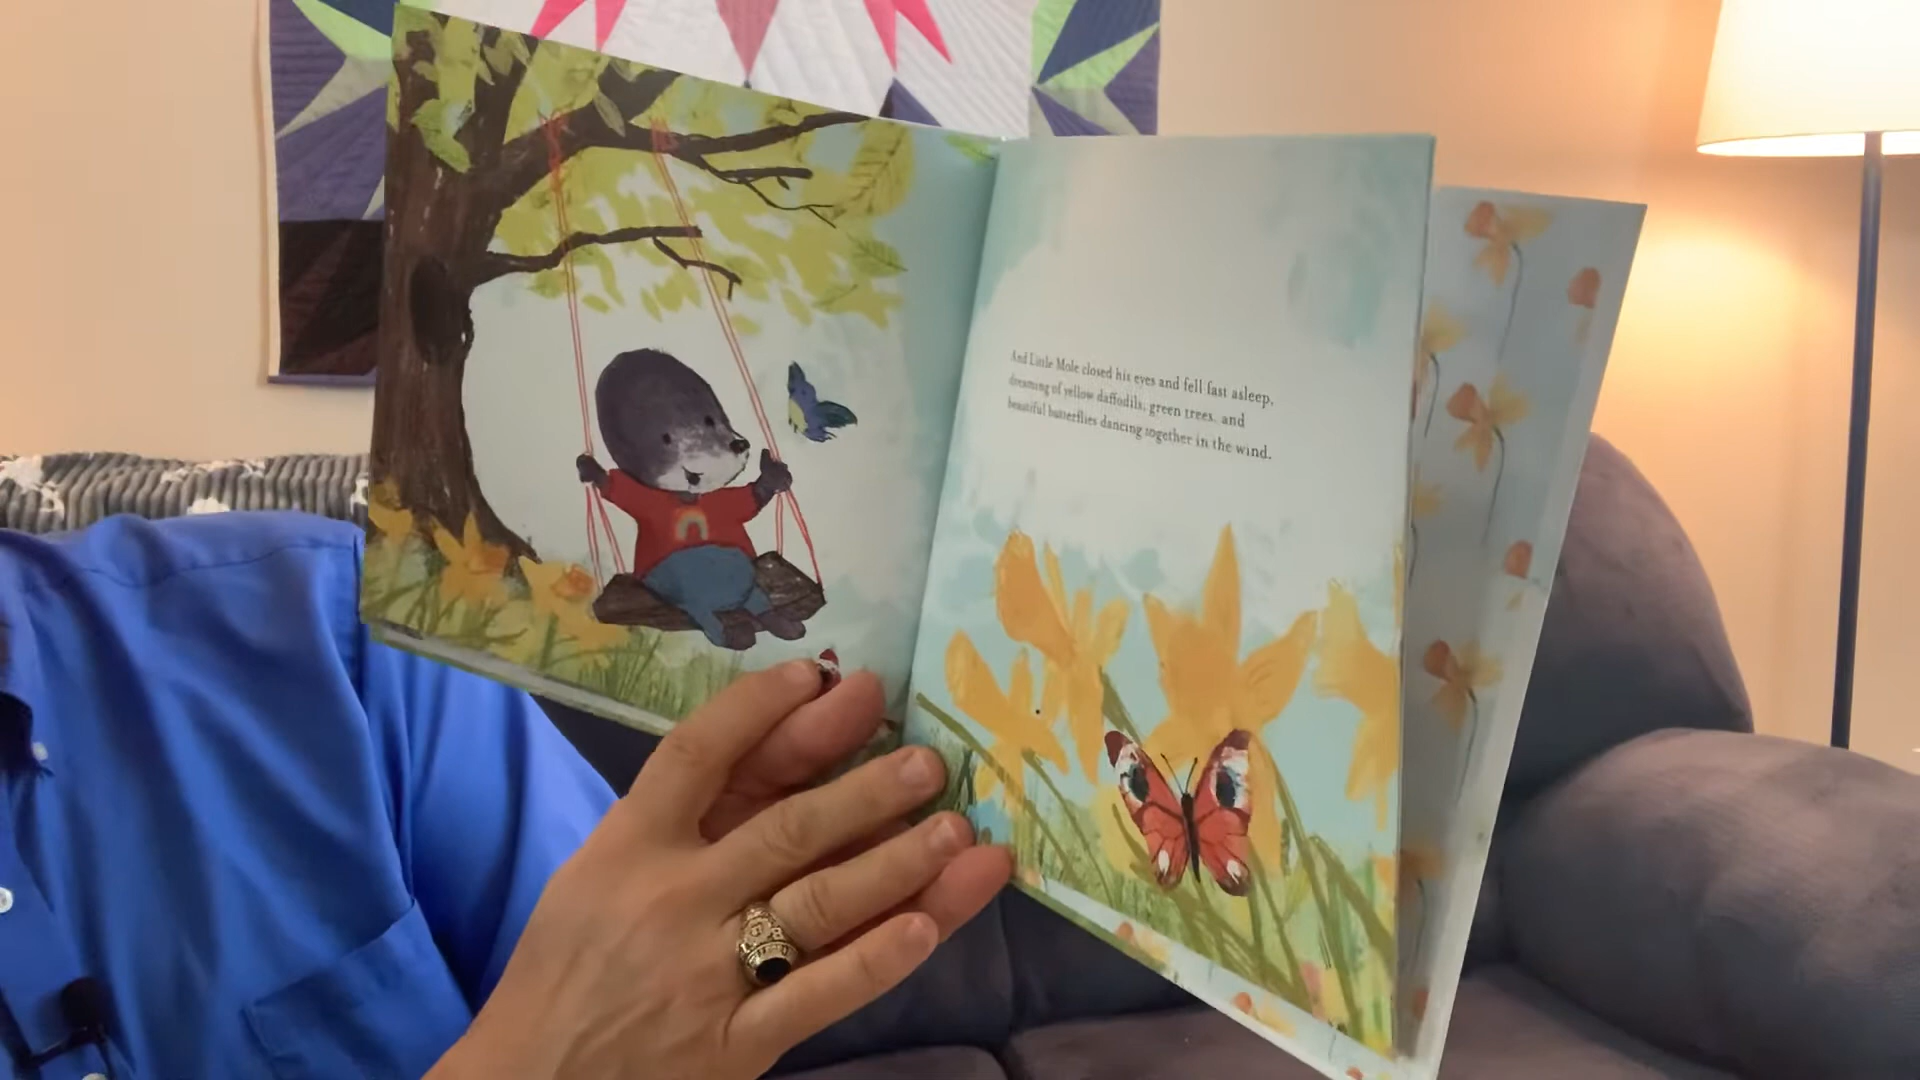 And Little Mole closed his eyes and fell fast asleep,
dreaming of yellow daffodils, green trees, and
beautiful butterflies dancing together in the wind.